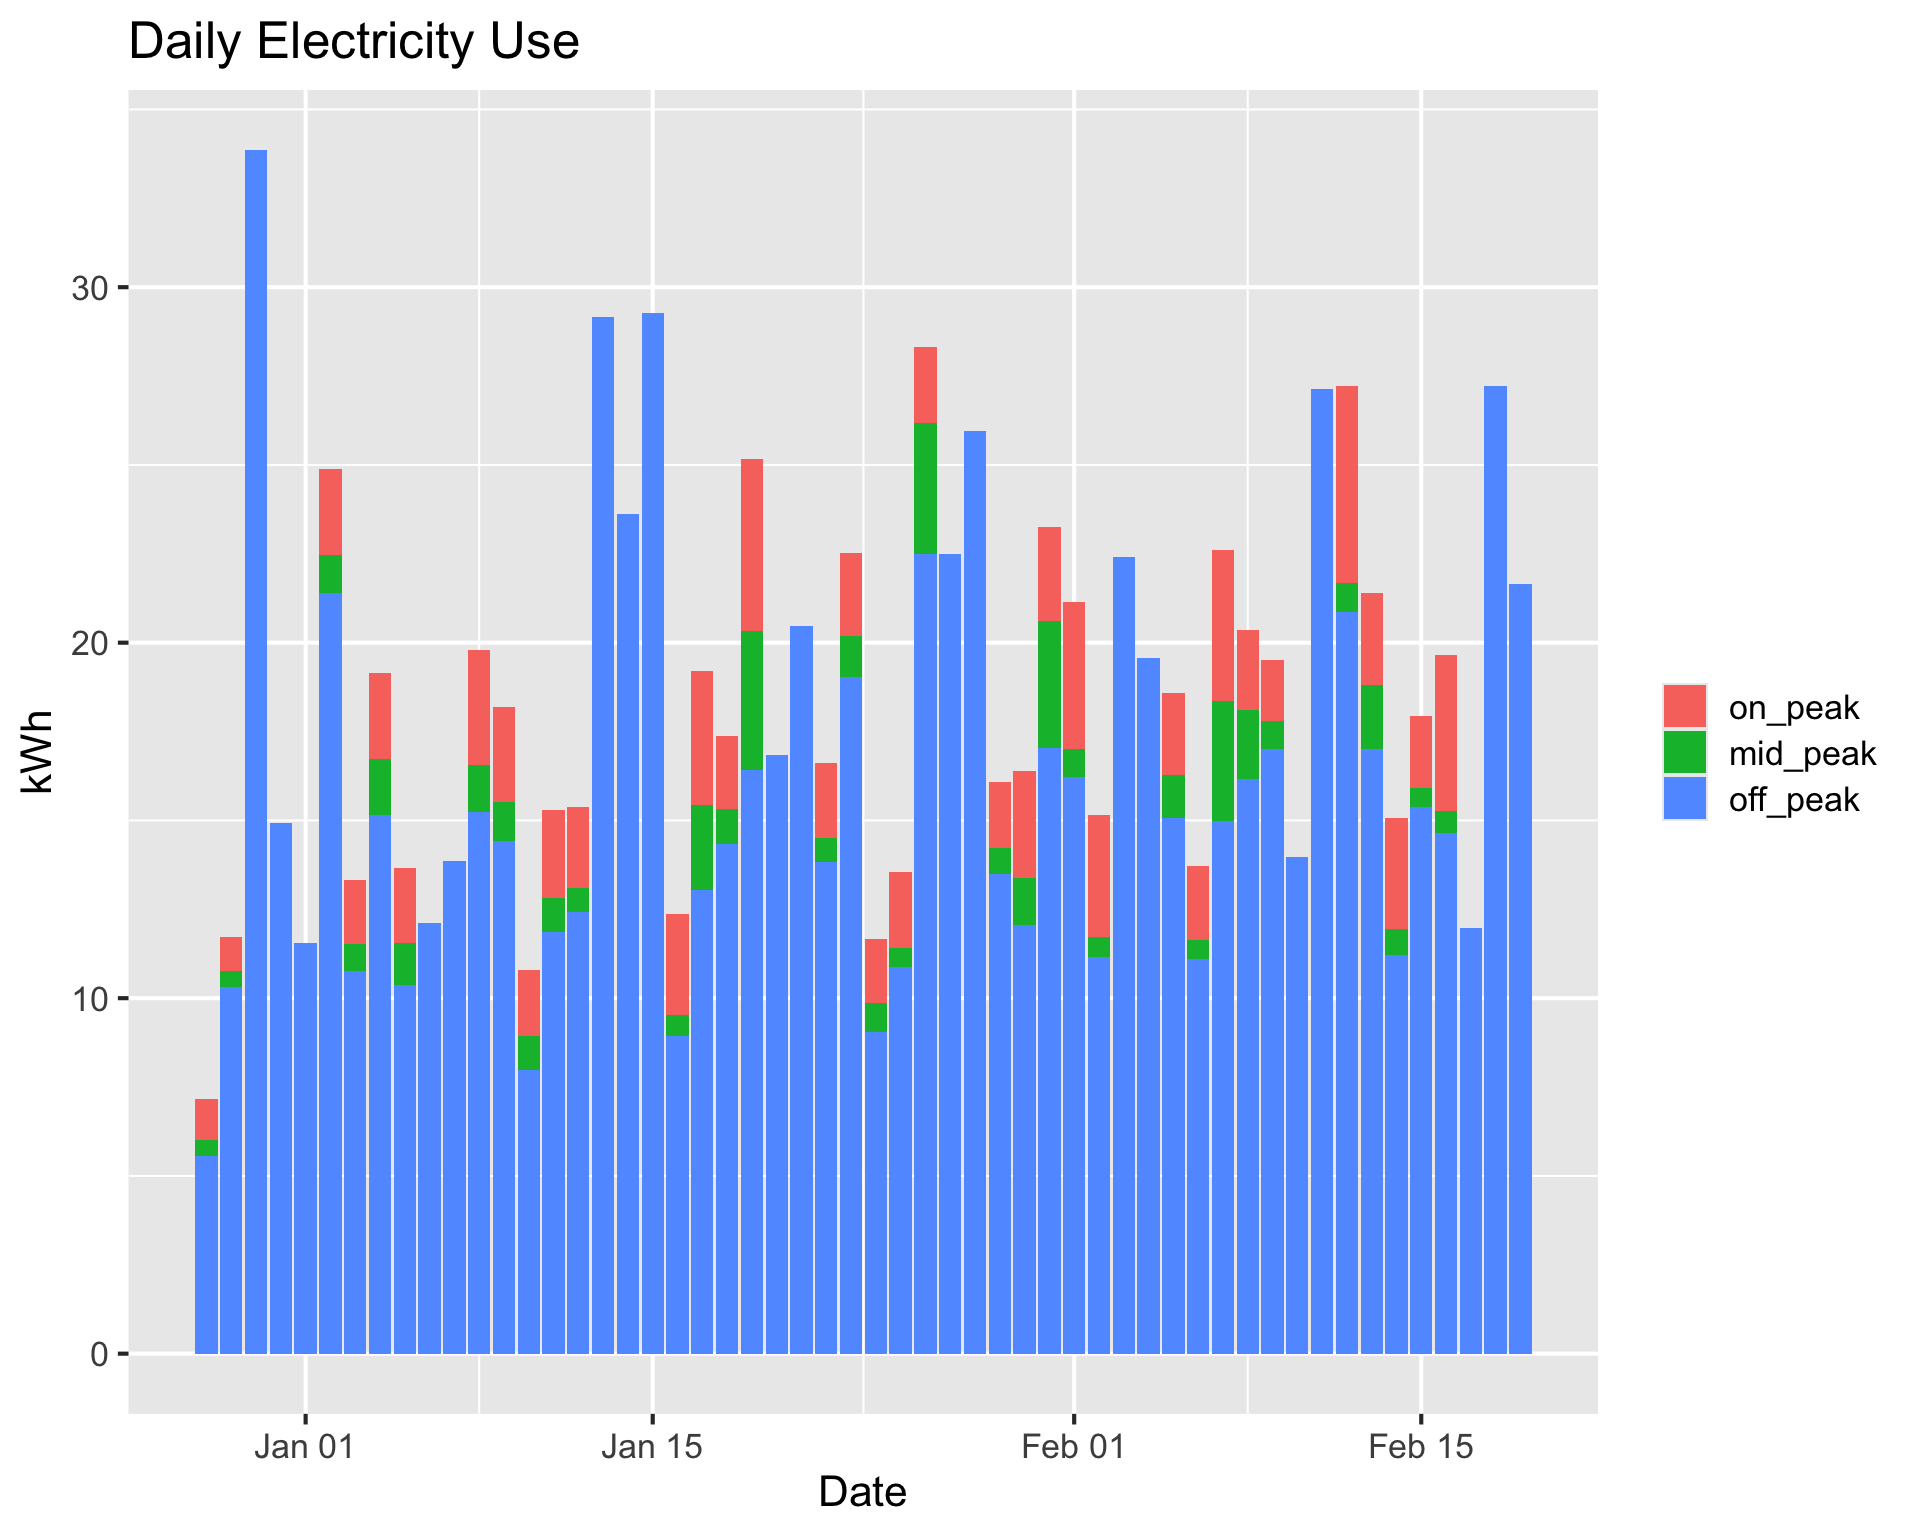 Daily Electricity Use
30
20
10
0
kWh
Jan 01
Jan 15
Feb 01
Feb 15
Date
on_peak
mid_peak
off_peak